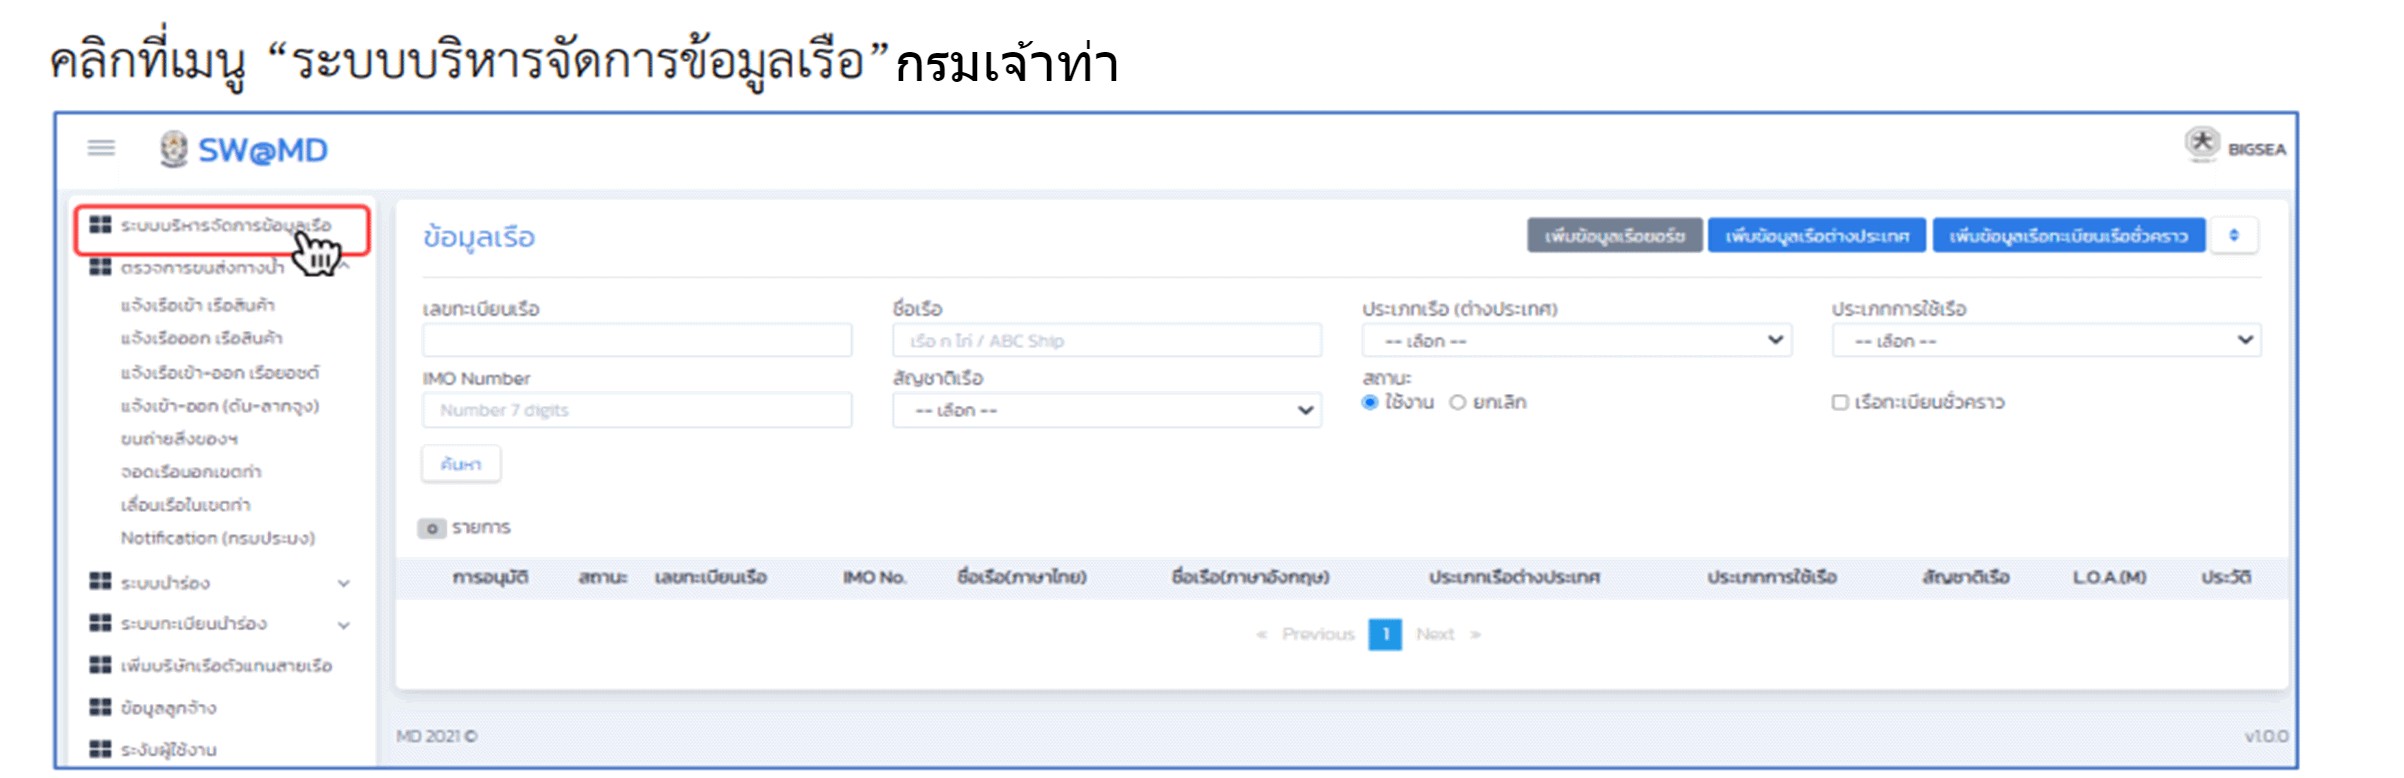 คลิกที่เมนู “ระบบบริหารจัดการข้อมูลเรือ” กรมเจ้าท่า
SW@MD
BIGSEA
ระบบบริหารจัดการข้อมูลเรือ
ตรวจการขนส่งทางน้ำ
แจ้งเรือเข้า เรือสินค้า
แจ้งเรือออก เรือสินค้า
แจ้งเรือเข้า-ออก เรือยอชต์
แจ้งเข้า-ออก (ดัน-ลากจูง)
ขนถ่ายสิ่งของฯ
จอดเรือนอกเขตท่า
เลื่อนเรือในเขตท่า
Notification (กรมประมง)
ระบบนำร่อง
ระบบทะเบียนนำร่อง
เพิ่มบริษัทเรือตัวแทนสายเรือ
ข้อมูลลูกจ้าง
ระงับผู้ใช้งาน
ข้อมูลเรือ
เพิ่มข้อมูลเรือยอร์ช เพิ่มข้อมูลเรือต่างประเทศ เพิ่มข้อมูลเรือทะเบียนเรือชั่วคราว
เลขทะเบียนเรือ ชื่อเรือ ประเภทเรือ (ต่างประเทศ) ประเภทการใช้เรือ
เรือ ก ไก่ / ABC Ship -- เลือก -- -- เลือก --
IMO Number สัญชาติเรือ สถานะ
Number 7 digits -- เลือก -- ใช้งาน ยกเลิก เรือทะเบียนชั่วคราว
ค้นหา
0 รายการ
การอนุมัติ สถานะ เลขทะเบียนเรือ IMO No. ชื่อเรือ(ภาษาไทย) ชื่อเรือ(ภาษาอังกฤษ) ประเภทเรือต่างประเทศ ประเภทการใช้เรือ สัญชาติเรือ L.O.A.(M) ประวัติ
« Previous 1 Next »
MD 2021 © v1.0.0